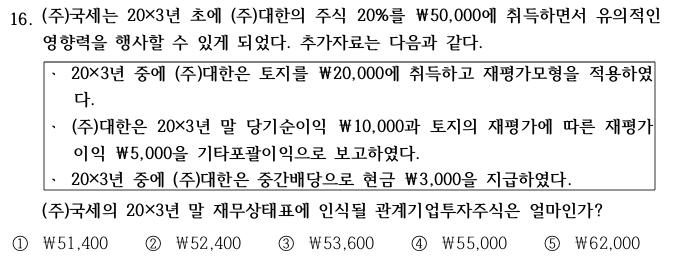 16. (주)국세는 20×3년 초에 (주)대한의 주식 20%를 ₩50,000에 취득하면서 유의적인
영향력을 행사할 수 있게 되었다. 추가자료는 다음과 같다.
· 20×3년 중에 (주)대한은 토지를 ₩20,000에 취득하고 재평가모형을 적용하였
다.
· (주)대한은 20×3년 말 당기순이익 ₩10,000과 토지의 재평가에 따른 재평가
이익 ₩5,000을 기타포괄이익으로 보고하였다.
· 20×3년 중에 (주)대한은 중간배당으로 현금 ₩3,000을 지급하였다.
(주)국세의 20×3년 말 재무상태표에 인식될 관계기업투자주식은 얼마인가?
① ₩51,400 ② ₩52,400 ③ ₩53,600 ④ ₩55,000 ⑤ ₩62,000